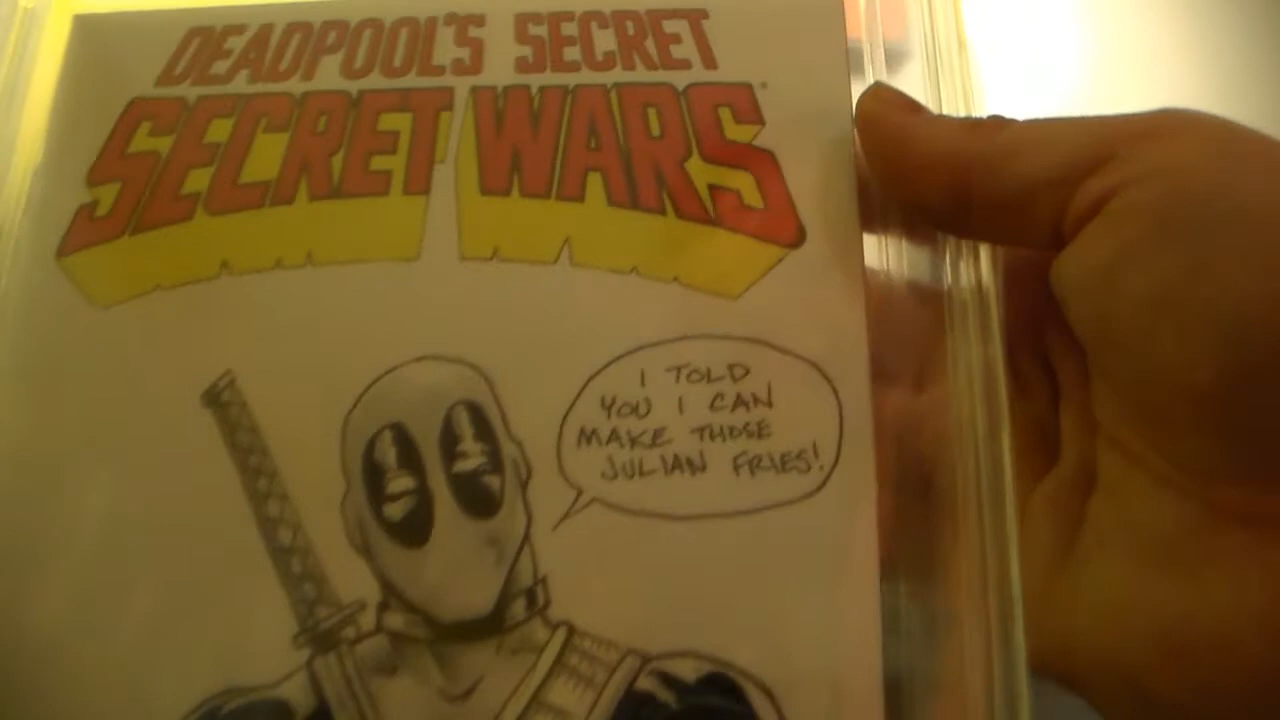 DEADPOOL'S SECRET
SECRET WARS
I TOLD
YOU I CAN
MAKE THOSE
JULIAN FRIES!